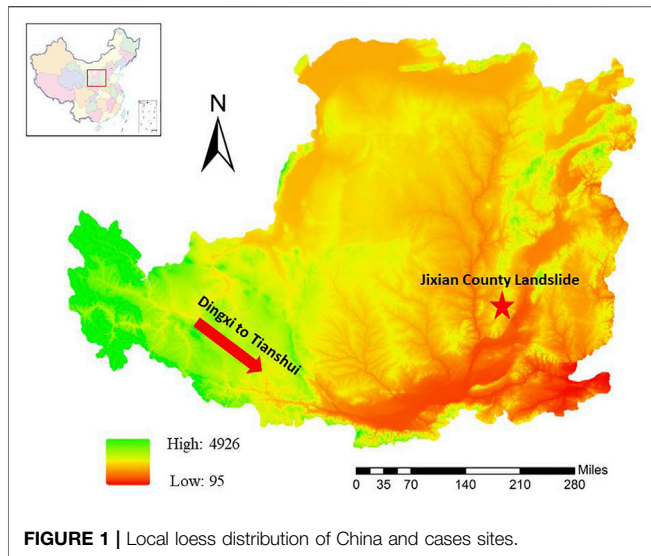 N
Jixian County Landslide
Dingxi to Tianshui
High: 4926
Low: 95
Miles
0 35 70 140 210 280
FIGURE 1 | Local loess distribution of China and cases sites.